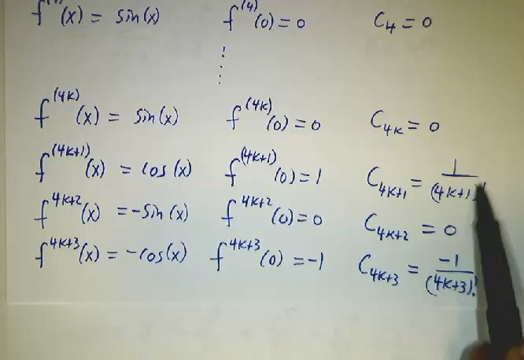 f⁽⁴⁾(x) = sin(x) f⁽⁴⁾(0) = 0 C₄ = 0
f⁽⁴ᴷ⁾(x) = sin(x) f⁽⁴ᴷ⁾(0) = 0 C₄ₖ = 0
f⁽⁴ᴷ⁺¹⁾(x) = cos(x) f⁽⁴ᴷ⁺¹⁾(0) = 1 C₄ₖ₊₁ = 1/(4K+1)!
f⁴ᴷ⁺²(x) = -sin(x) f⁴ᴷ⁺²(0) = 0 C₄ₖ₊₂ = 0
f⁴ᴷ⁺³(x) = -cos(x) f⁴ᴷ⁺³(0) = -1 C₄ₖ₊₃ = -1/(4K+3)!